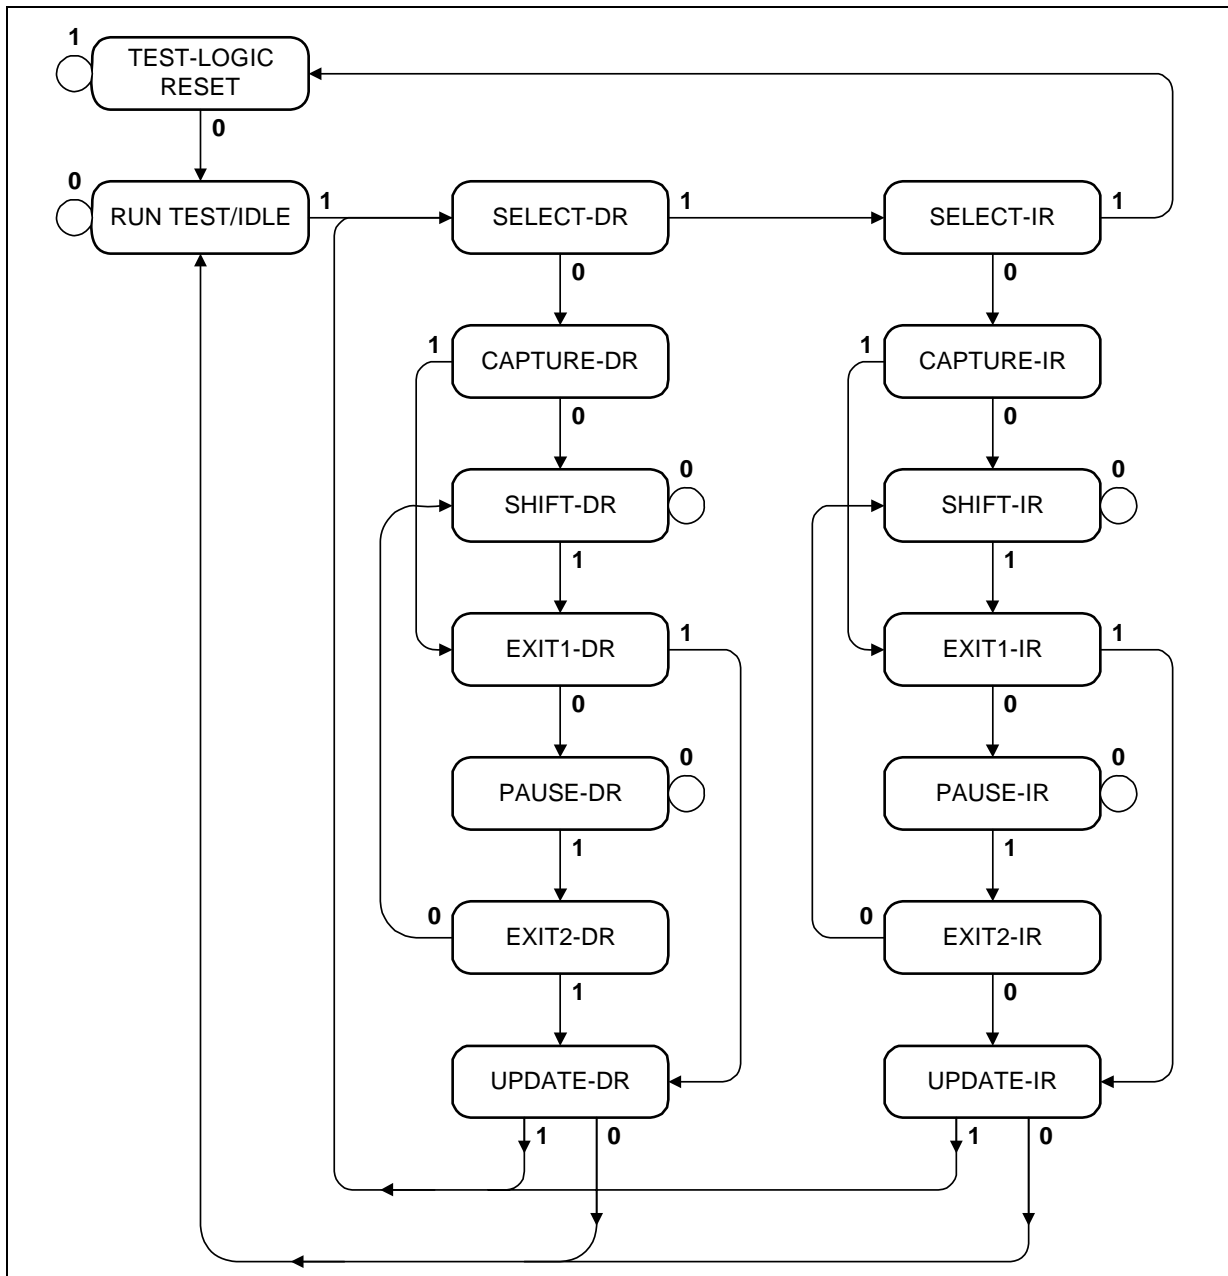 1
TEST-LOGIC
RESET
0
0
RUN TEST/IDLE
1
SELECT-DR
1
SELECT-IR
1
0
0
1
CAPTURE-DR
1
CAPTURE-IR
0
0
0
0
SHIFT-DR
SHIFT-IR
1
1
EXIT1-DR
1
EXIT1-IR
1
0
0
0
0
PAUSE-DR
PAUSE-IR
1
1
0
EXIT2-DR
0
EXIT2-IR
1
0
UPDATE-DR
UPDATE-IR
1
0
1
0